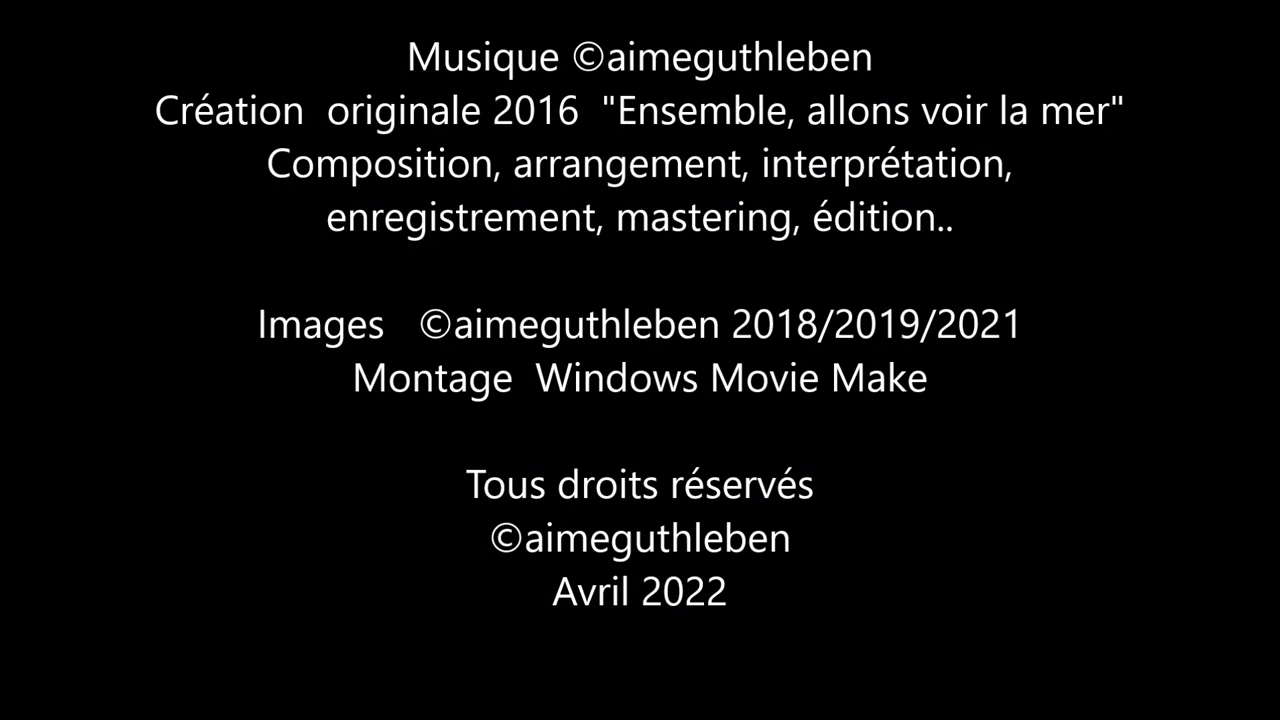 Musique ©aimeguthleben
Création  originale 2016  "Ensemble, allons voir la mer"
Composition, arrangement, interprétation,
enregistrement, mastering, édition..
Images   ©aimeguthleben 2018/2019/2021
Montage  Windows Movie Make
Tous droits réservés
©aimeguthleben
Avril 2022